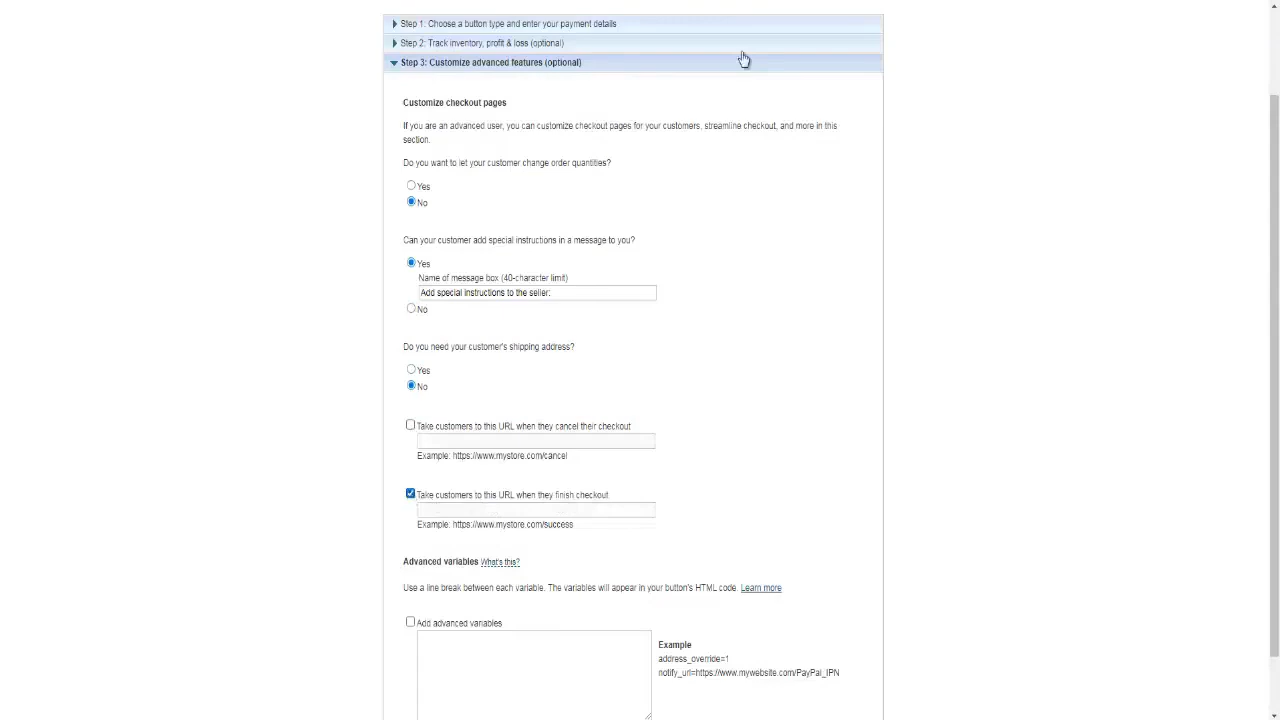 Step 1: Choose a button type and enter your payment details
Step 2: Track inventory, profit & loss (optional)
Step 3: Customize advanced features (optional)
Customize checkout pages
If you are an advanced user, you can customize checkout pages for your customers, streamline checkout, and more in this
section.
Do you want to let your customer change order quantities?
Yes
No
Can your customer add special instructions in a message to you?
Yes
Name of message box (40-character limit)
Add special instructions to the seller:
No
Do you need your customer's shipping address?
Yes
No
Take customers to this URL when they cancel their checkout
Example: https://www.mystore.com/cancel
Take customers to this URL when they finish checkout
Example: https://www.mystore.com/success
Advanced variables What's this?
Use a line break between each variable. The variables will appear in your button's HTML code. Learn more
Add advanced variables
Example
address_override=1
notify_url=https://www.mywebsite.com/PayPal_IPN